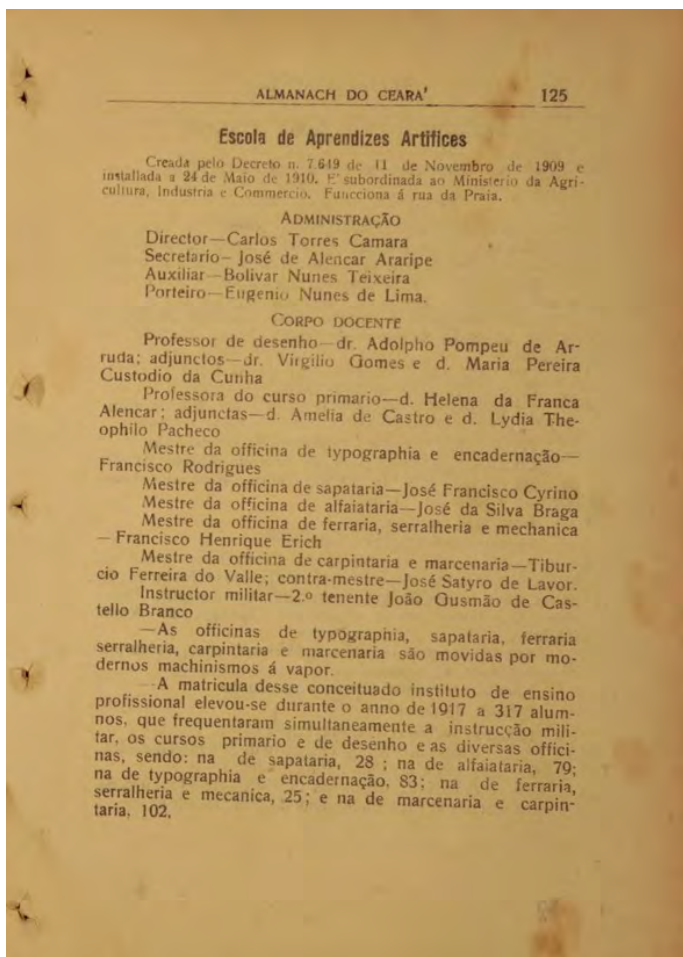 ALMANACH DO CEARA' 125
Escola de Aprendizes Artifices
Creada pelo Decreto n. 7.649 de 11 de Novembro de 1909 e
installada a 24 de Maio de 1910. E' subordinada ao Ministerio da Agri-
cultura, Industria e Commercio. Funcciona á rua da Praia.
ADMINISTRAÇÃO
Director—Carlos Torres Camara
Secretario—José de Alencar Araripe
Auxiliar—Bolivar Nunes Teixeira
Porteiro—Eugenio Nunes de Lima.
CORPO DOCENTE
Professor de desenho—dr. Adolpho Pompeu de Ar-
ruda; adjunctos—dr. Virgilio Gomes e d. Maria Pereira
Custodio da Cunha
Professora do curso primario—d. Helena da Franca
Alencar; adjunctas—d. Amelia de Castro e d. Lydia The-
ophilo Pacheco
Mestre da officina de typographia e encadernação—
Francisco Rodrigues
Mestre da officina de sapataria—José Francisco Cyrino
Mestre da officina de alfaiataria—José da Silva Braga
Mestre da officina de ferraria, serralheria e mechanica
— Francisco Henrique Erich
Mestre da officina de carpintaria e marcenaria—Tibur-
cio Ferreira do Valle; contra-mestre—José Satyro de Lavor.
Instructor militar—2.º tenente João Gusmão de Cas-
tello Branco
—As officinas de typographia, sapataria, ferraria
serralheria, carpintaria e marcenaria são movidas por mo-
dernos machinismos á vapor.
—A matricula desse conceituado instituto de ensino
profissional elevou-se durante o anno de 1917 a 317 alum-
nos, que frequentaram simultaneamente a instrucção mili-
tar, os cursos primario e de desenho e as diversas offici-
nas, sendo: na de sapataria, 28 ; na de alfaiataria, 79;
na de typographia e encadernação, 83; na de ferraria,
serralheria e mecanica, 25; e na de marcenaria e carpin-
taria, 102,